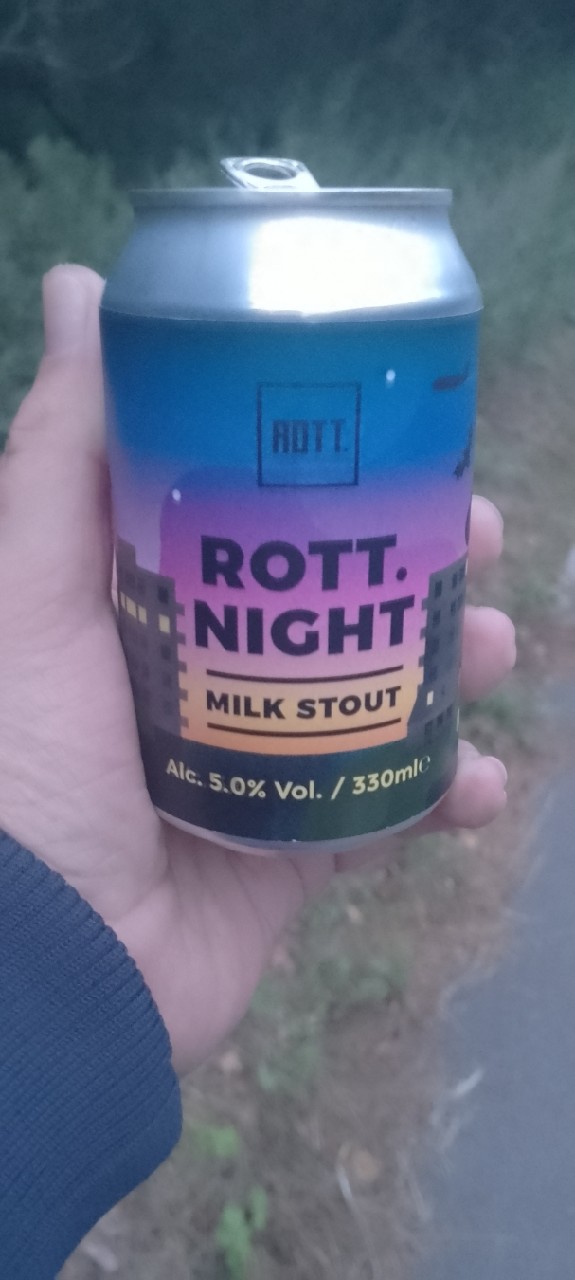 ROTT.
ROTT.
NIGHT
MILK STOUT
Alc. 5.0% Vol. / 330ml℮